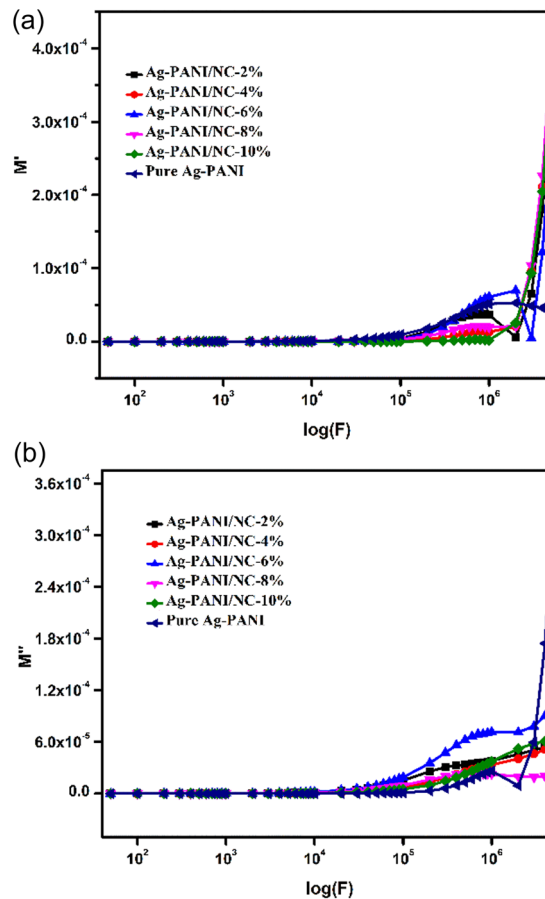 (a)
4.0x10⁻⁴
3.0x10⁻⁴
2.0x10⁻⁴
1.0x10⁻⁴
0.0
M'
Ag-PANI/NC-2%
Ag-PANI/NC-4%
Ag-PANI/NC-6%
Ag-PANI/NC-8%
Ag-PANI/NC-10%
Pure Ag-PANI
10² 10³ 10⁴ 10⁵ 10⁶
log(F)
(b)
3.6x10⁻⁴
3.0x10⁻⁴
2.4x10⁻⁴
1.8x10⁻⁴
1.2x10⁻⁴
6.0x10⁻⁵
0.0
M"
Ag-PANI/NC-2%
Ag-PANI/NC-4%
Ag-PANI/NC-6%
Ag-PANI/NC-8%
Ag-PANI/NC-10%
Pure Ag-PANI
10² 10³ 10⁴ 10⁵ 10⁶
log(F)